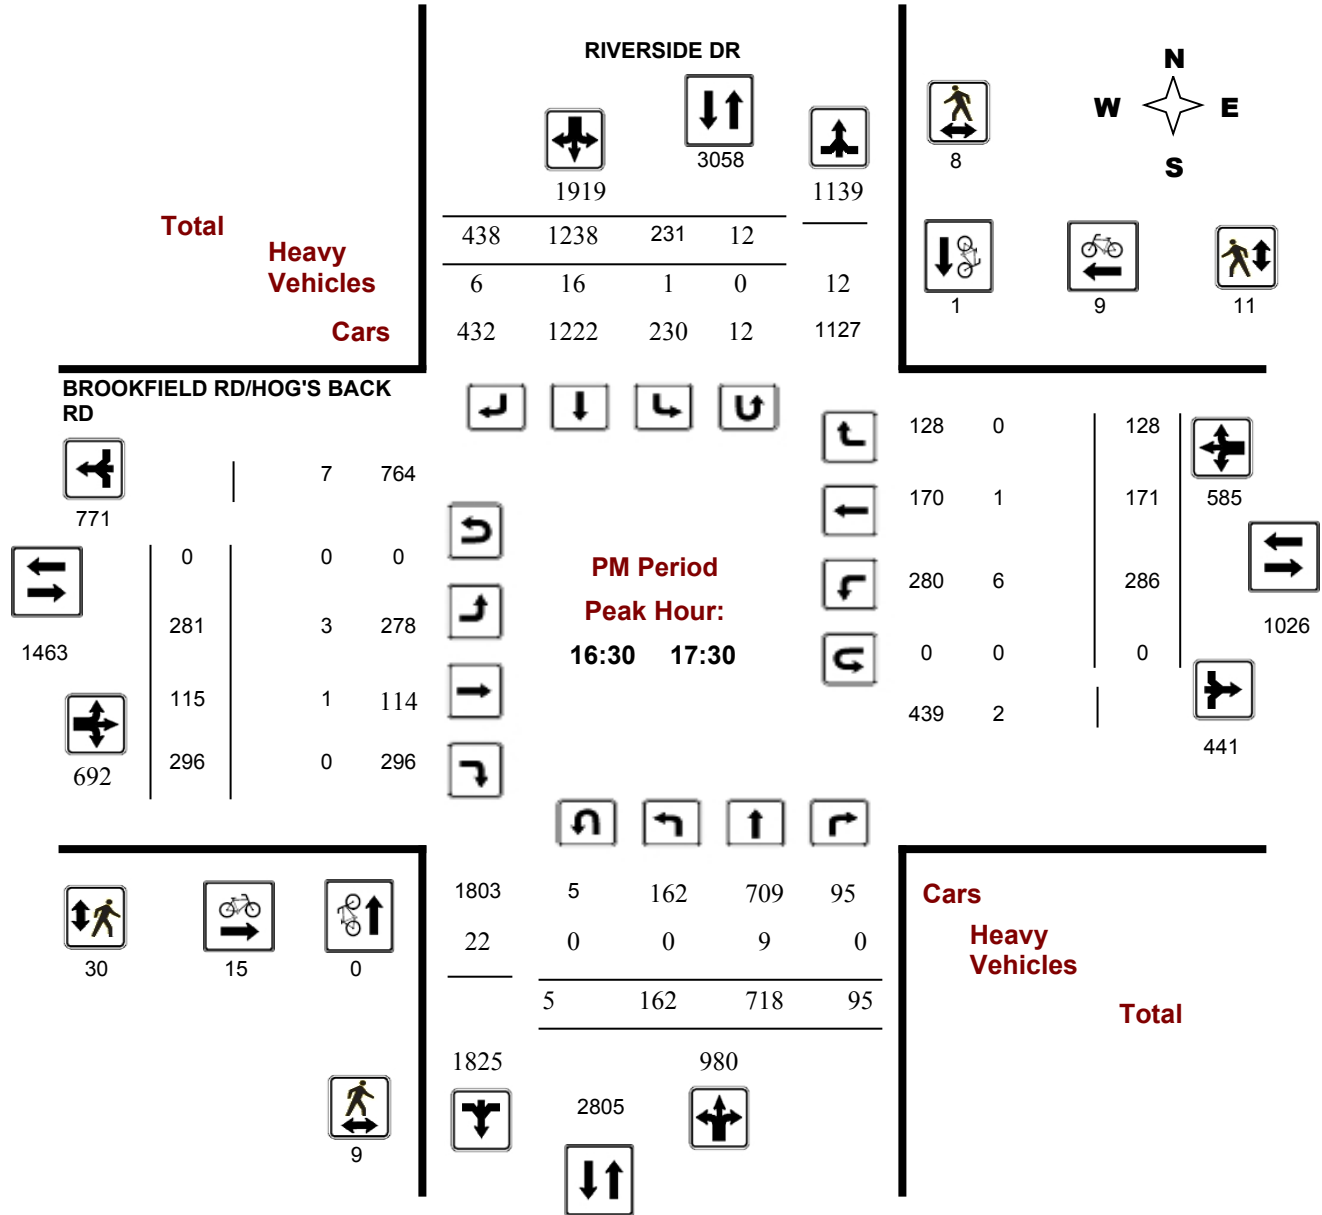 RIVERSIDE DR
N
W E
S
3058
8
1919
1139
Total
438 1238 231 12
Heavy
Vehicles
6 16 1 0 12
1 9 11
Cars
432 1222 230 12 1127
BROOKFIELD RD/HOG'S BACK
RD
128 0 128
7 764
170 1 171 585
771
0 0 0
PM Period
280 6 286
Peak Hour:
281 3 278
1026
1463
16:30 17:30
0 0 0
115 1 114
439 2
441
692
296 0 296
1803 5 162 709 95
Cars
22 0 0 9 0
Heavy
Vehicles
30 15 0
5 162 718 95
Total
1825 980
2805
9